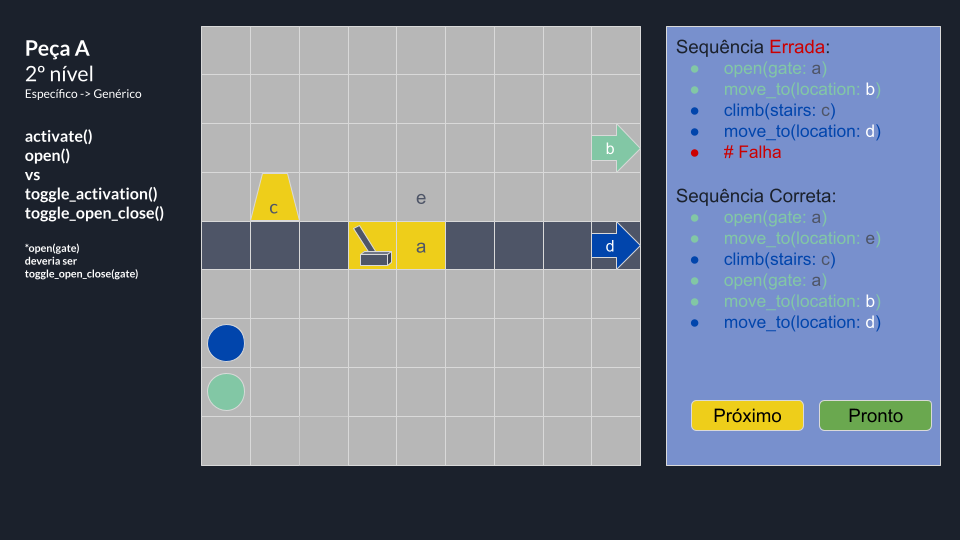 Peça A
2º nível
Específico -> Genérico
activate()
open()
vs
toggle_activation()
toggle_open_close()
*open(gate)
deveria ser
toggle_open_close(gate)
b
c
e
a
d
Sequência Errada:
● open(gate: a)
● move_to(location: b)
● climb(stairs: c)
● move_to(location: d)
● # Falha
Sequência Correta:
● open(gate: a)
● move_to(location: e)
● climb(stairs: c)
● open(gate: a)
● move_to(location: b)
● move_to(location: d)
Próximo
Pronto